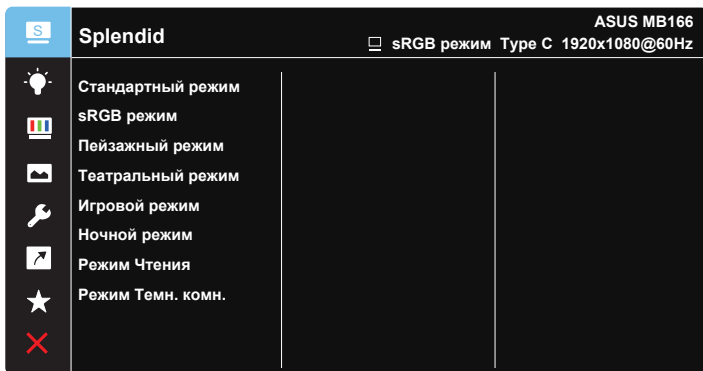 S
Splendid
ASUS MB166
sRGB режим Type C 1920x1080@60Hz
Стандартный режим
sRGB режим
Пейзажный режим
Театральный режим
Игровой режим
Ночной режим
Режим Чтения
Режим Темн. комн.